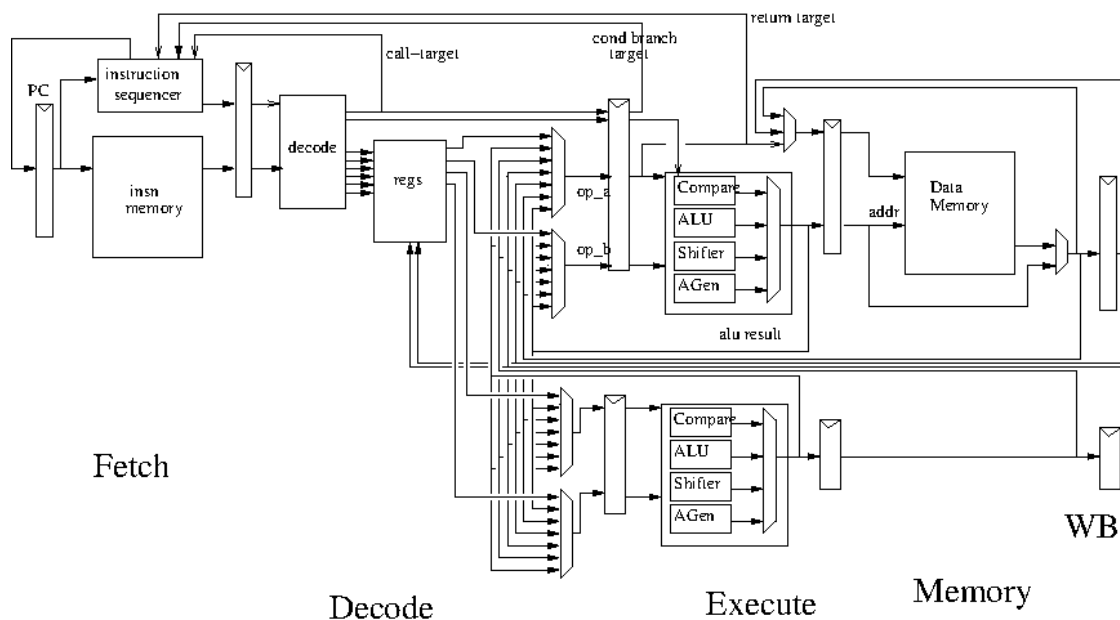 return target
cond branch
target
call-target
PC
instruction
sequencer
insn
memory
decode
regs
op_a
op_b
Compare
ALU
Shifter
AGen
addr
Data
Memory
alu result
Compare
ALU
Shifter
AGen
Fetch
Decode
Execute
Memory
WB